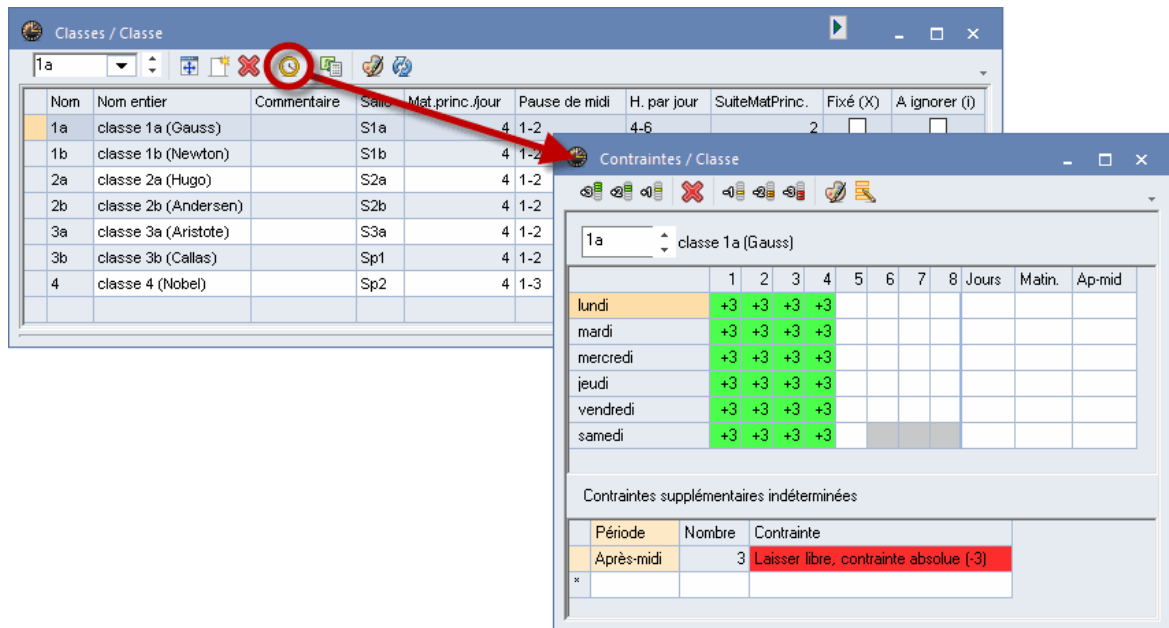 Classes / Classe
1a
Nom Nom entier Commentaire Salle Mat.princ./jour Pause de midi H. par jour SuiteMatPrinc. Fixé (X) A ignorer (i)
1a classe 1a (Gauss) S1a 4 1-2 4-6 2
1b classe 1b (Newton) S1b 4 1-2
2a classe 2a (Hugo) S2a 4 1-2
2b classe 2b (Andersen) S2b 4 1-2
3a classe 3a (Aristote) S3a 4 1-2
3b classe 3b (Callas) Sp1 4 1-2
4 classe 4 (Nobel) Sp2 4 1-3
Contraintes / Classe
1a classe 1a (Gauss)
1 2 3 4 5 6 7 8 Jours Matin. Ap-mid
lundi +3 +3 +3 +3
mardi +3 +3 +3 +3
mercredi +3 +3 +3 +3
jeudi +3 +3 +3 +3
vendredi +3 +3 +3 +3
samedi +3 +3 +3 +3
Contraintes supplémentaires indéterminées
Période Nombre Contrainte
Après-midi 3 Laisser libre, contrainte absolue (-3)
*